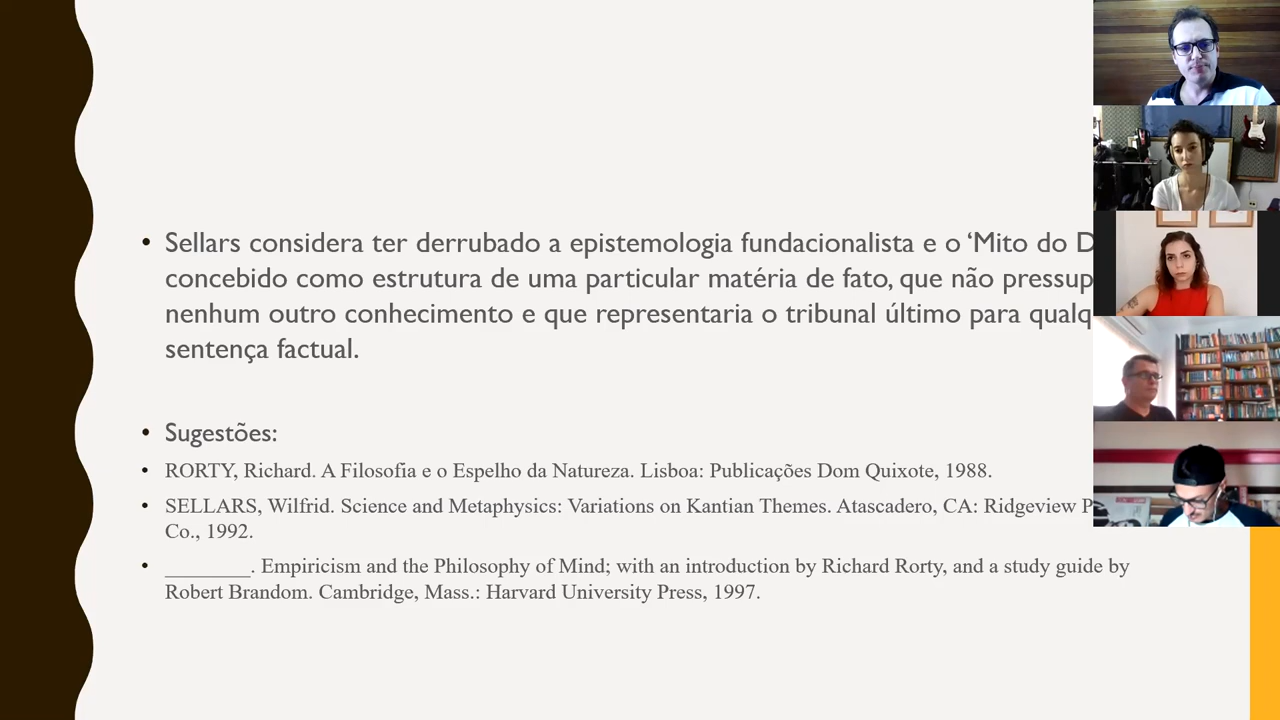 • Sellars considera ter derrubado a epistemologia fundacionalista e o ‘Mito do
concebido como estrutura de uma particular matéria de fato, que não
nenhum outro conhecimento e que representaria o tribunal último para
sentença factual.
• Sugestões:
• RORTY, Richard. A Filosofia e o Espelho da Natureza. Lisboa: Publicações Dom Quixote, 1988.
• SELLARS, Wilfrid. Science and Metaphysics: Variations on Kantian Themes. Atascadero, CA: Ridgeview
Co., 1992.
• ________. Empiricism and the Philosophy of Mind; with an introduction by Richard Rorty, and a study guide by
Robert Brandom. Cambridge, Mass.: Harvard University Press, 1997.